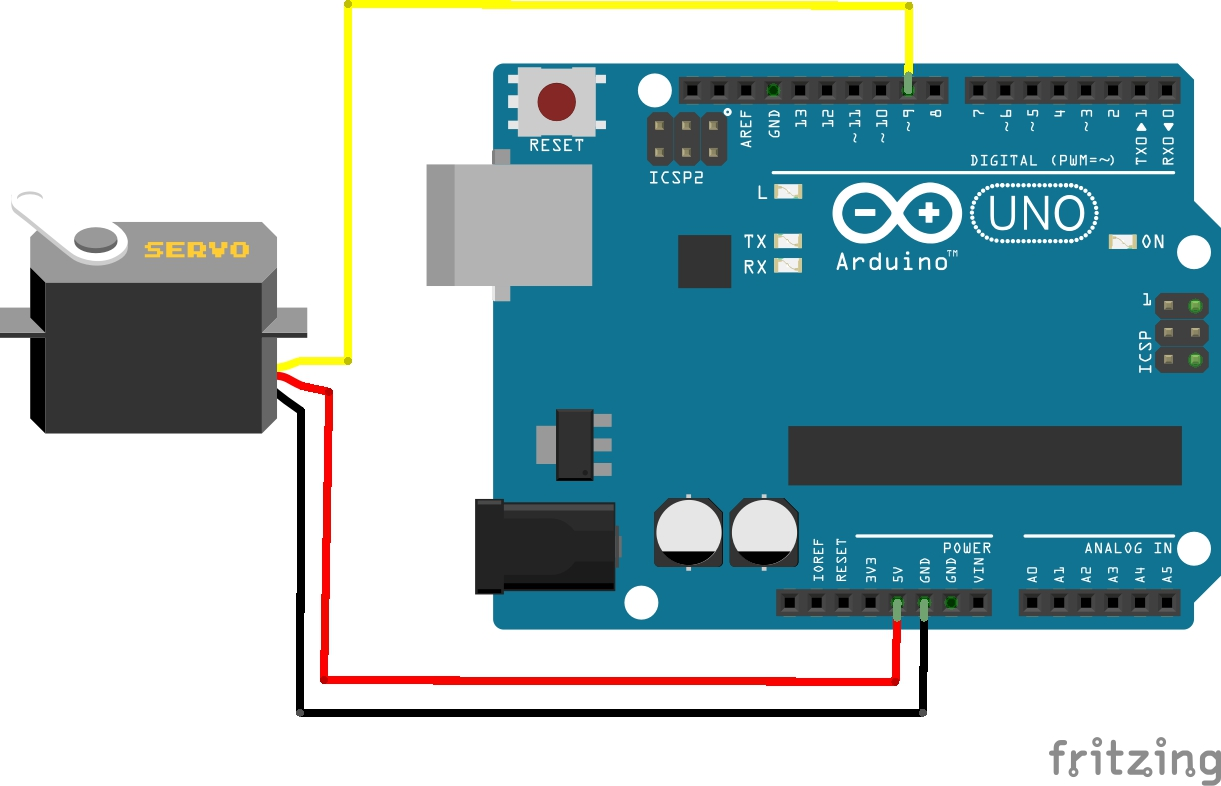 RESET
ICSP2
AREF
GND
13
12
~11
~10
~9
8
7
~6
~5
4
~3
2
TX0▶1
RX0◀0
DIGITAL (PWM=~)
L
TX
RX
UNO
Arduino™
ON
1
ICSP
SERVO
POWER
ANALOG IN
IOREF
RESET
3V3
5V
GND
GND
VIN
A0
A1
A2
A3
A4
A5
fritzing